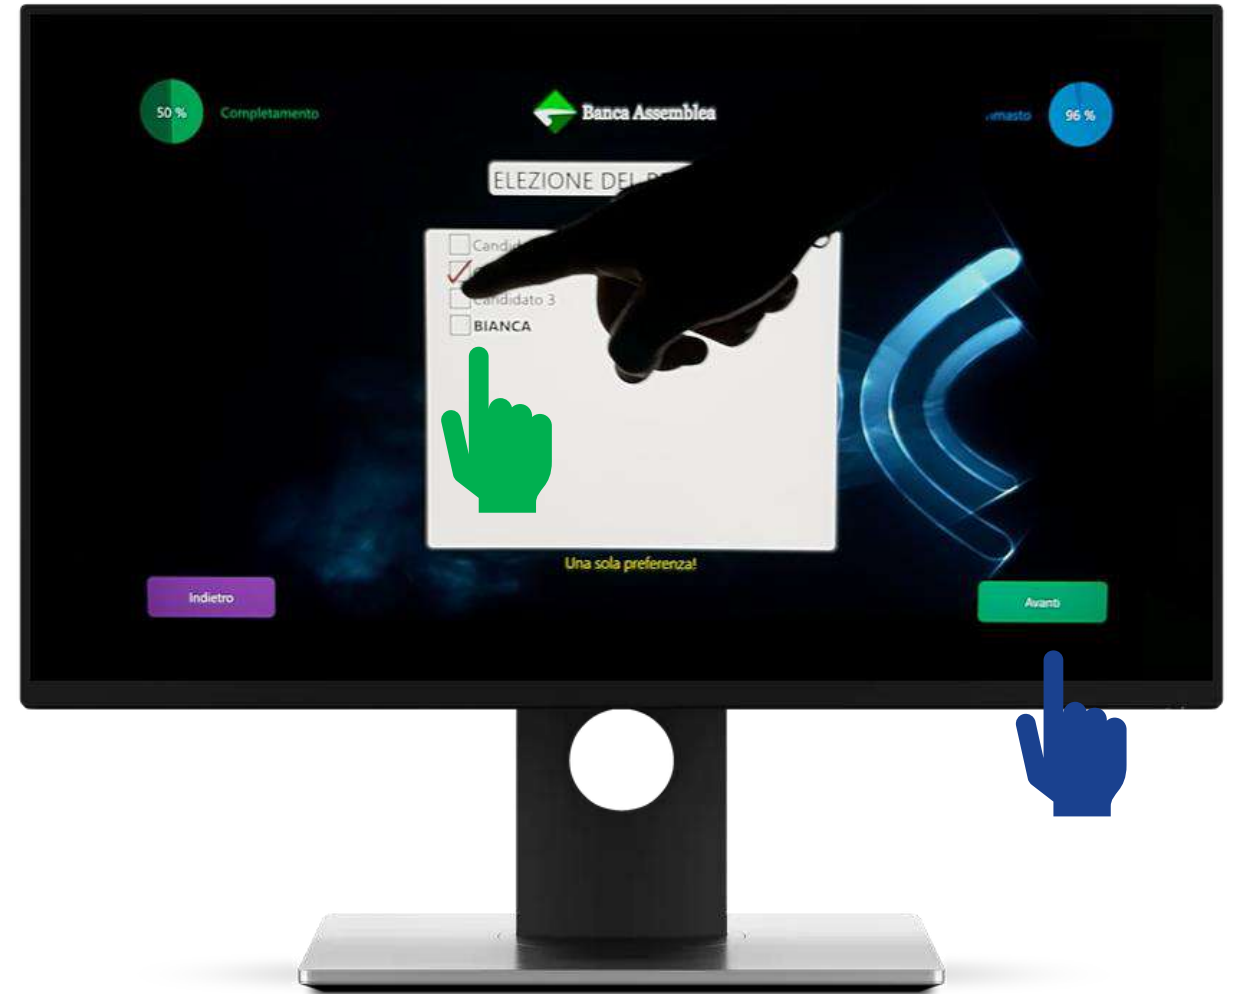 50 %
Completamento
Banca Assemblea
96 %
ELEZIONE DEL
Candidato 3
BIANCA
Una sola preferenza!
Indietro
Avanti